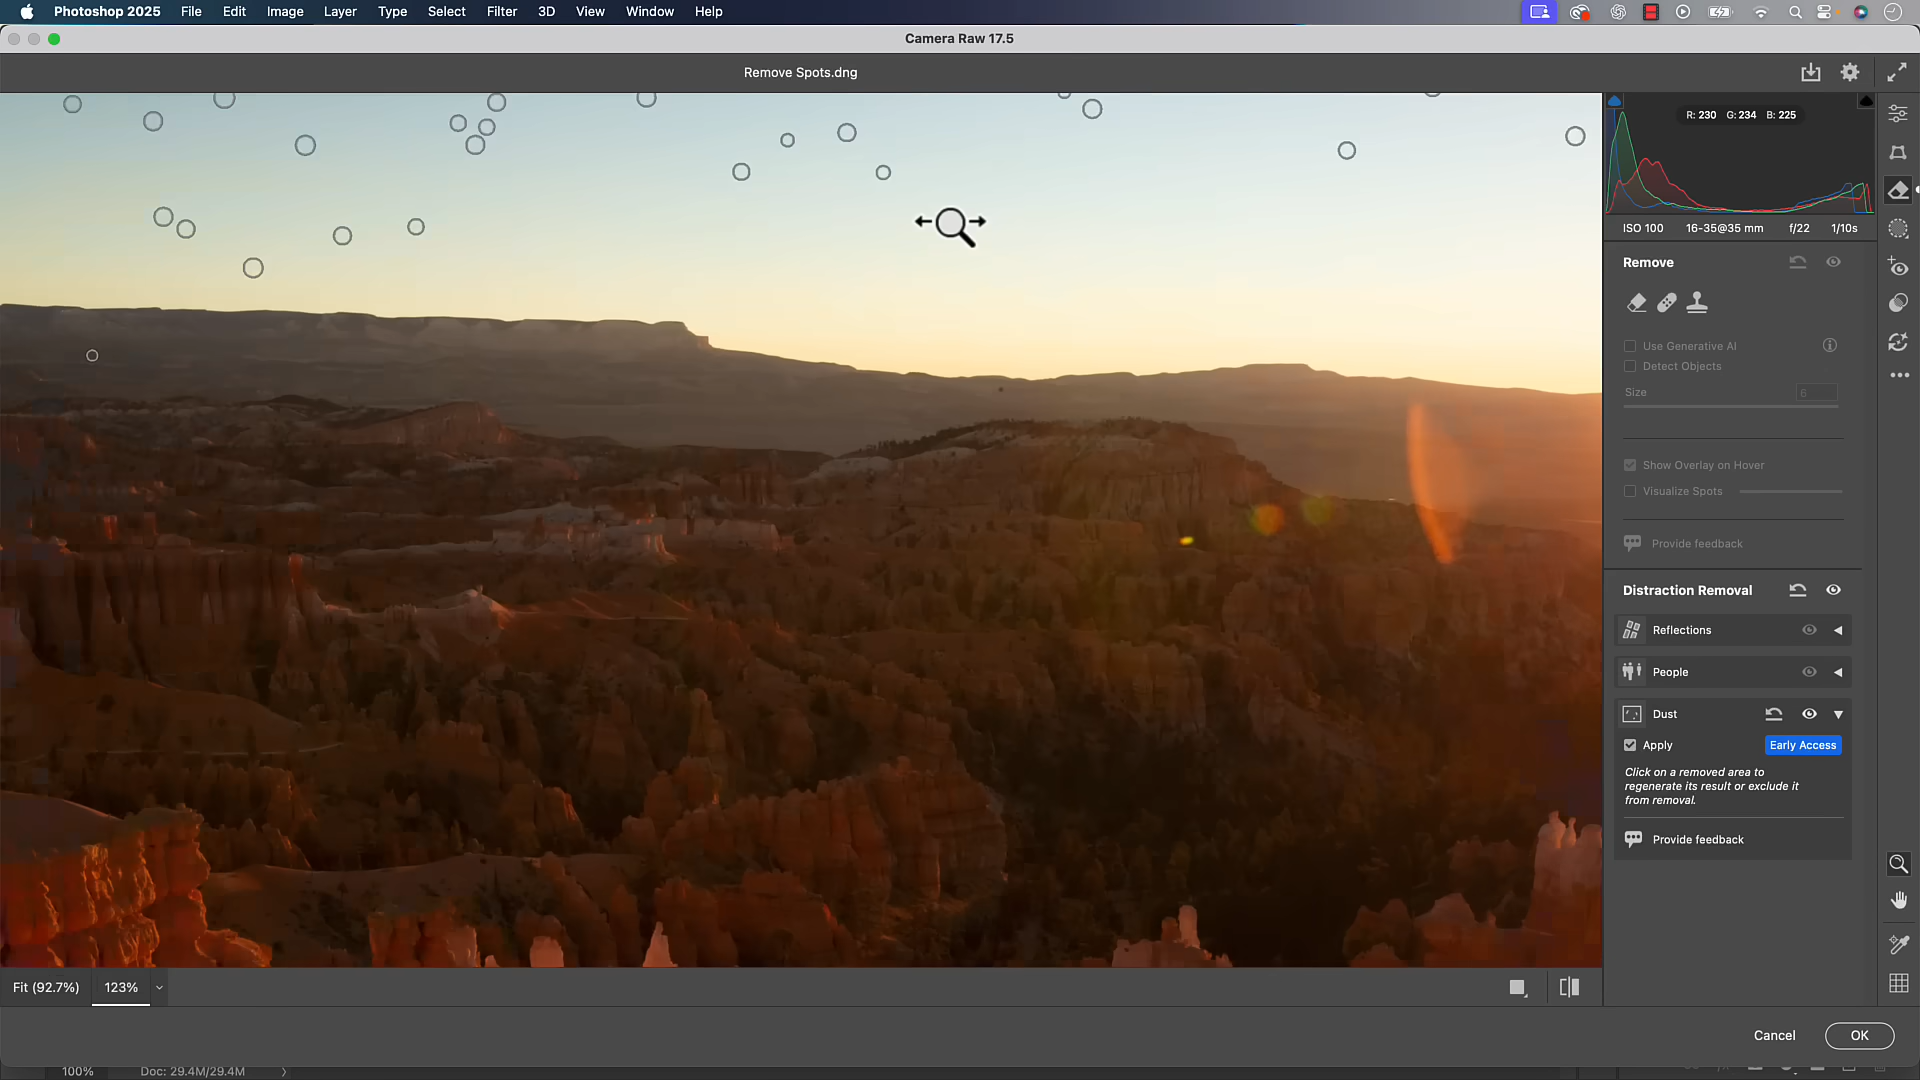 Photoshop 2025 File Edit Image Layer Type Select Filter 3D View Window Help
Camera Raw 17.5
Remove Spots.dng
R: 230 G: 234 B: 225
ISO 100 16-35@35 mm f/22 1/10s
Remove
Use Generative AI
Detect Objects
Size 6
Show Overlay on Hover
Visualize Spots
Provide feedback
Distraction Removal
Reflections
People
Dust
Apply Early Access
Click on a removed area to
regenerate its result or exclude it
from removal.
Provide feedback
Fit (92.7%) 123%
Cancel OK
100% Doc: 29.4M/29.4M